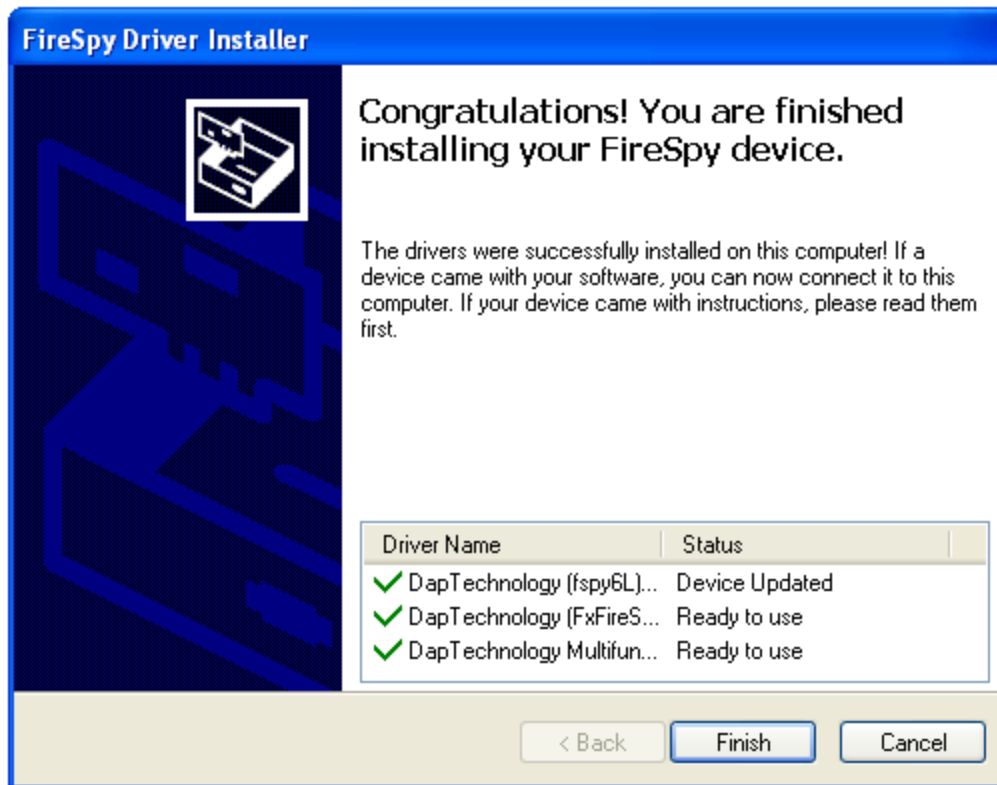 FireSpy Driver Installer
Congratulations! You are finished
installing your FireSpy device.
The drivers were successfully installed on this computer! If a
device came with your software, you can now connect it to this
computer. If your device came with instructions, please read them
first.
Driver Name Status
DapTechnology (fspy6L)... Device Updated
DapTechnology (FxFireS... Ready to use
DapTechnology Multifun... Ready to use
< Back Finish Cancel